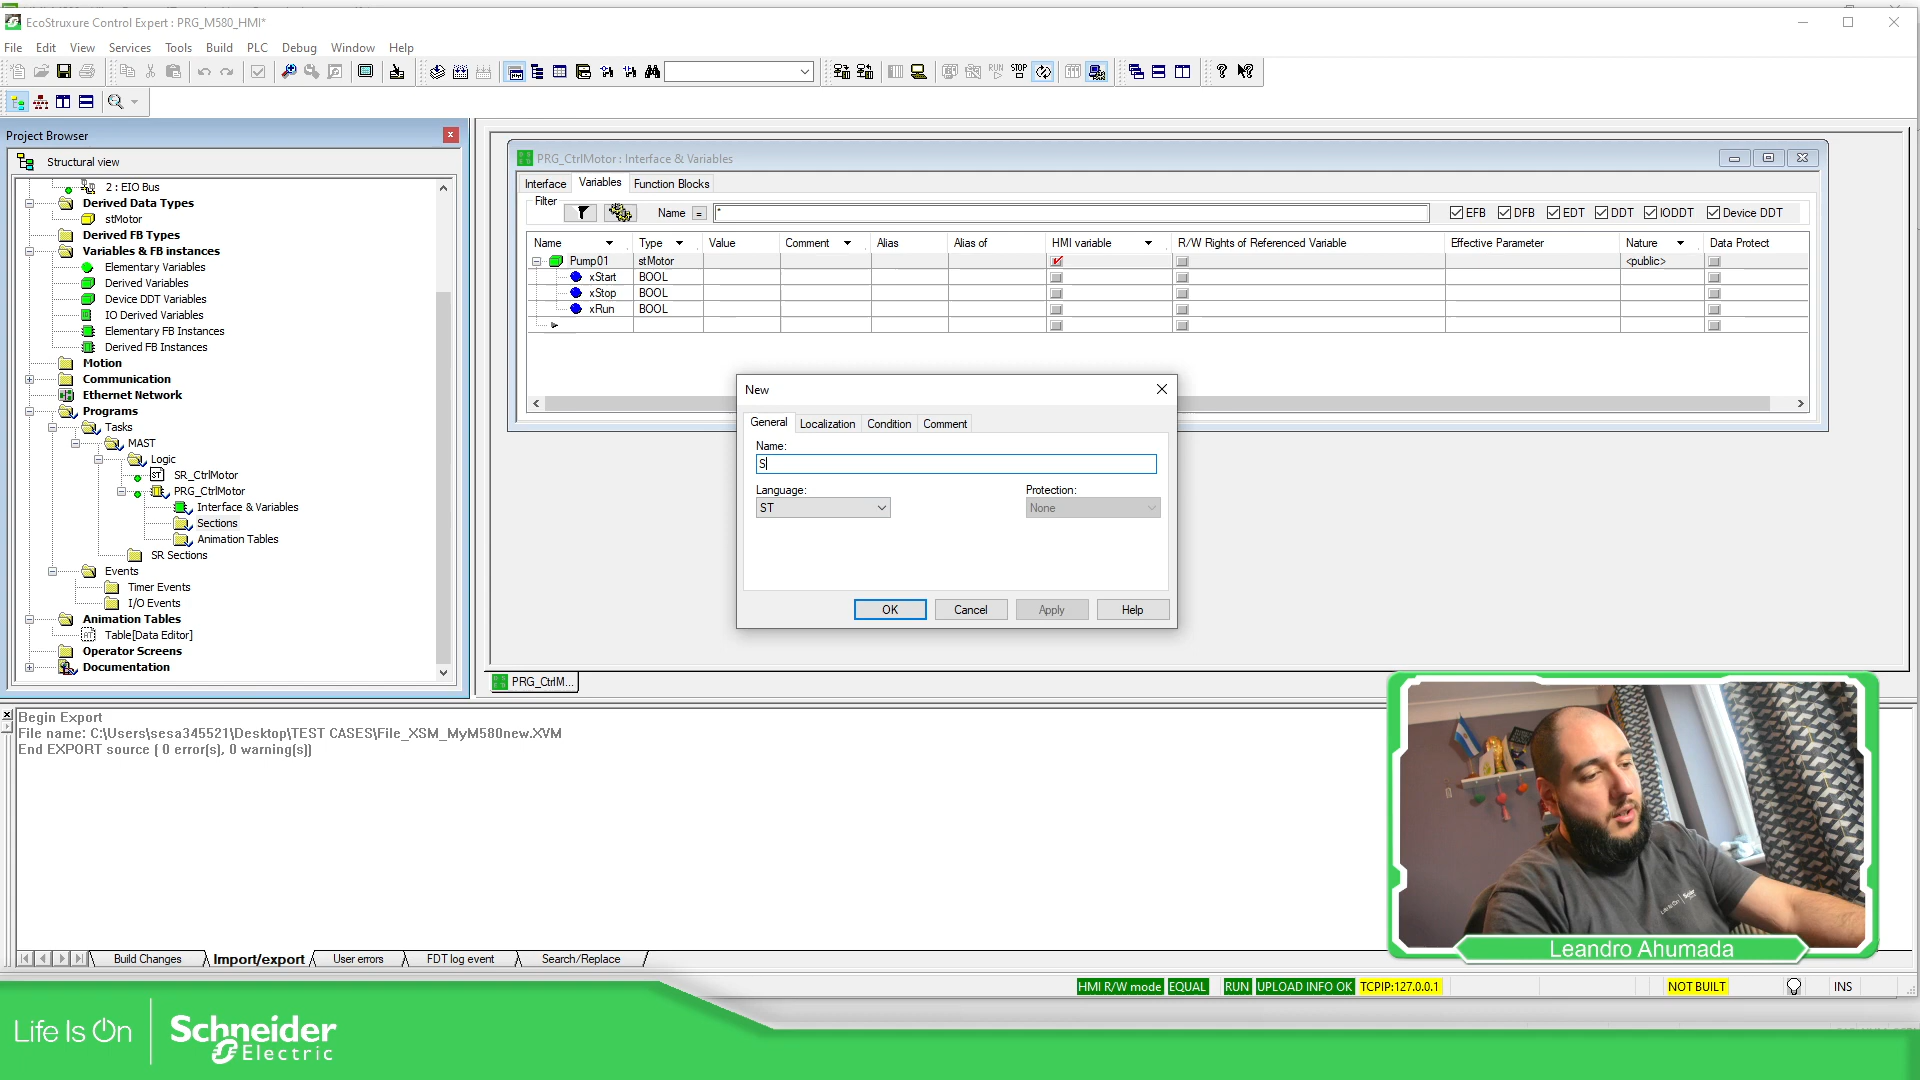 EcoStruxure Control Expert : PRG_M580_HMI*
File Edit View Services Tools Build PLC Debug Window Help
RUN STOP
Project Browser
Structural view
2 : EIO Bus
Derived Data Types
stMotor
Derived FB Types
Variables & FB instances
Elementary Variables
Derived Variables
Device DDT Variables
IO Derived Variables
Elementary FB Instances
Derived FB Instances
Motion
Communication
Ethernet Network
Programs
Tasks
MAST
Logic
SR_CtrlMotor
PRG_CtrlMotor
Interface & Variables
Sections
Animation Tables
SR Sections
Events
Timer Events
I/O Events
Animation Tables
Table[Data Editor]
Operator Screens
Documentation
PRG_CtrlMotor : Interface & Variables
Interface Variables Function Blocks
Filter
Name = * EFB DFB EDT DDT IODDT Device DDT
Name Type Value Comment Alias Alias of HMI variable R/W Rights of Referenced Variable Effective Parameter Nature Data Protect
Pump01 stMotor <public>
xStart BOOL
xStop BOOL
xRun BOOL
New
General Localization Condition Comment
Name:
S
Language: Protection:
ST None
OK Cancel Apply Help
PRG_CtrlM...
Begin Export
File name: C:\Users\sesa345521\Desktop\TEST CASES\File_XSM_MyM580new.XVM
End EXPORT source ( 0 error(s), 0 warning(s))
Build Changes Import/export User errors FDT log event Search/Replace
HMI R/W mode EQUAL RUN UPLOAD INFO OK TCPIP:127.0.0.1 NOT BUILT INS
Leandro Ahumada
Life Is On Schneider Electric